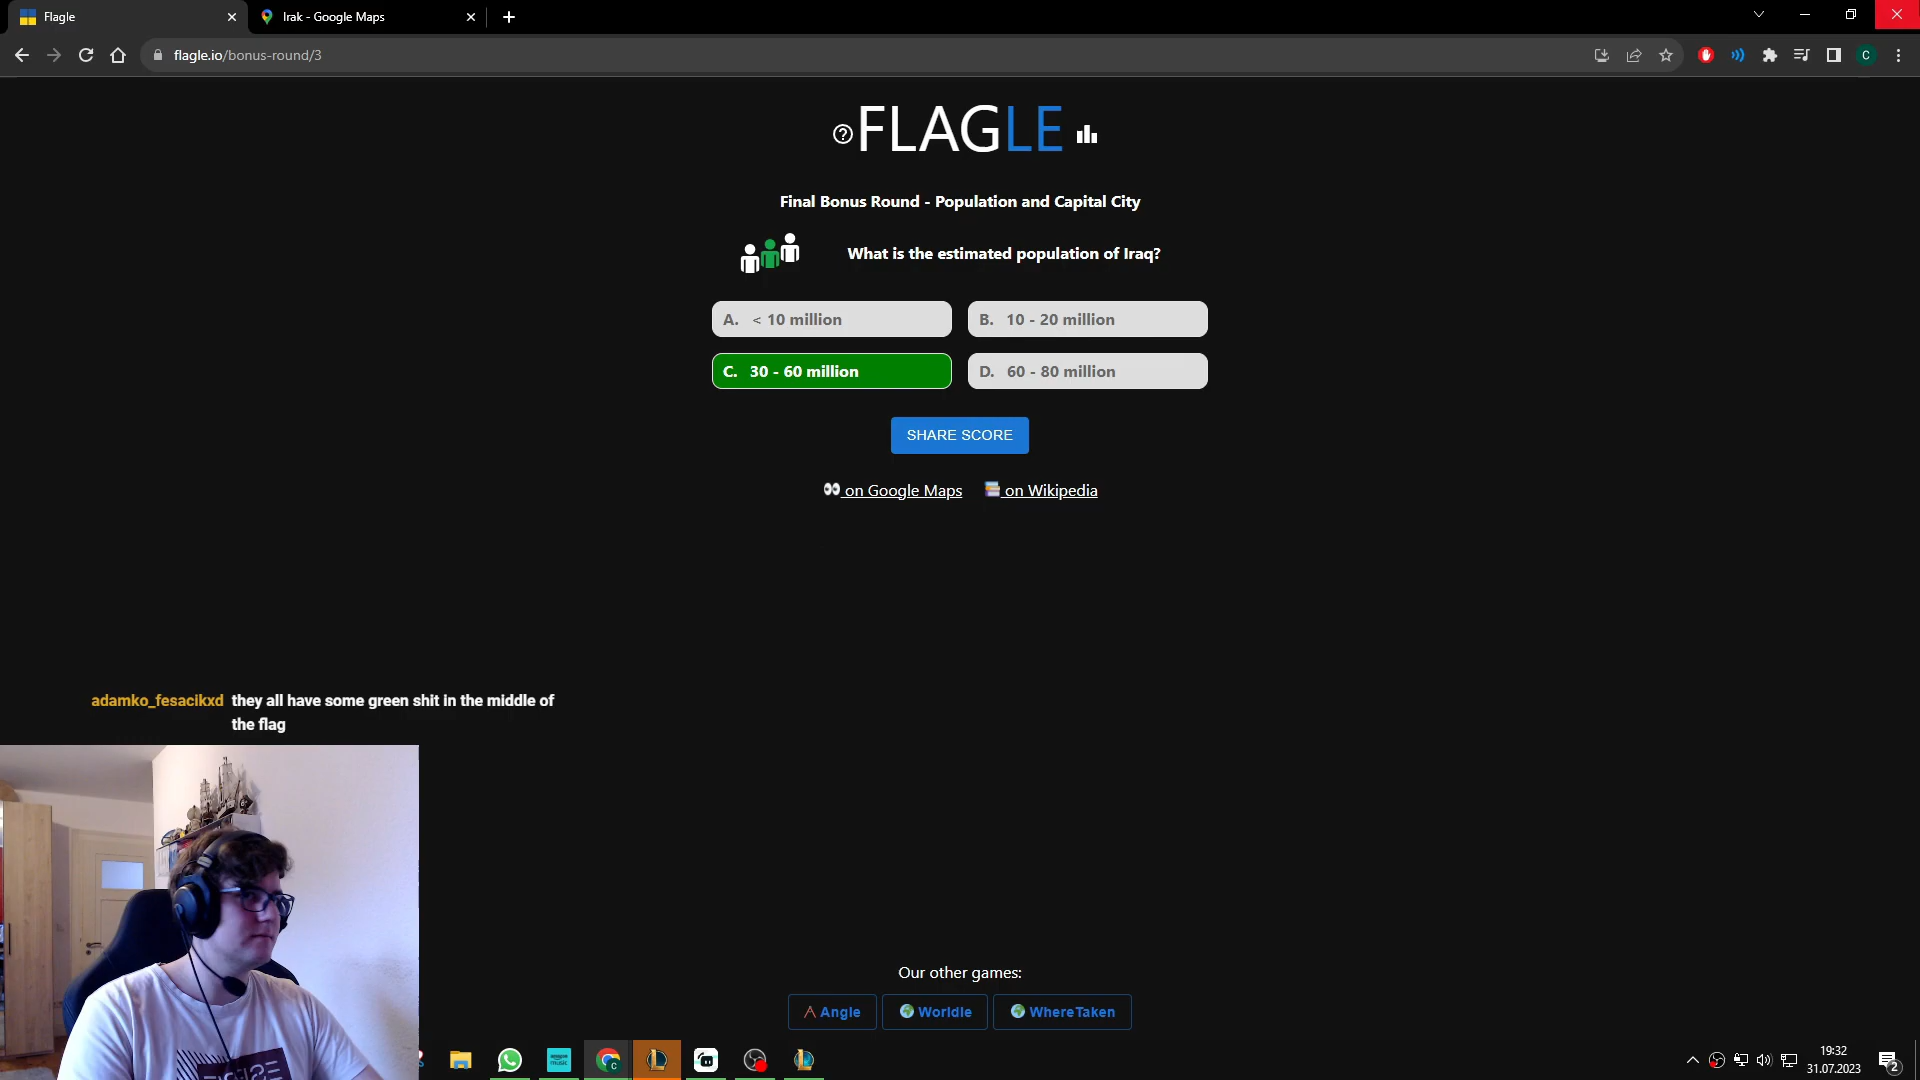 Flagle
Irak - Google Maps
flagle.io/bonus-round/3
C
FLAGLE
Final Bonus Round - Population and Capital City
What is the estimated population of Iraq?
A. < 10 million
B. 10 - 20 million
C. 30 - 60 million
D. 60 - 80 million
SHARE SCORE
on Google Maps
on Wikipedia
adamko_fesacikxd they all have some green shit in the middle of
the flag
Our other games:
Angle
Worldle
WhereTaken
amazon
music
C
19:32
31.07.2023
2